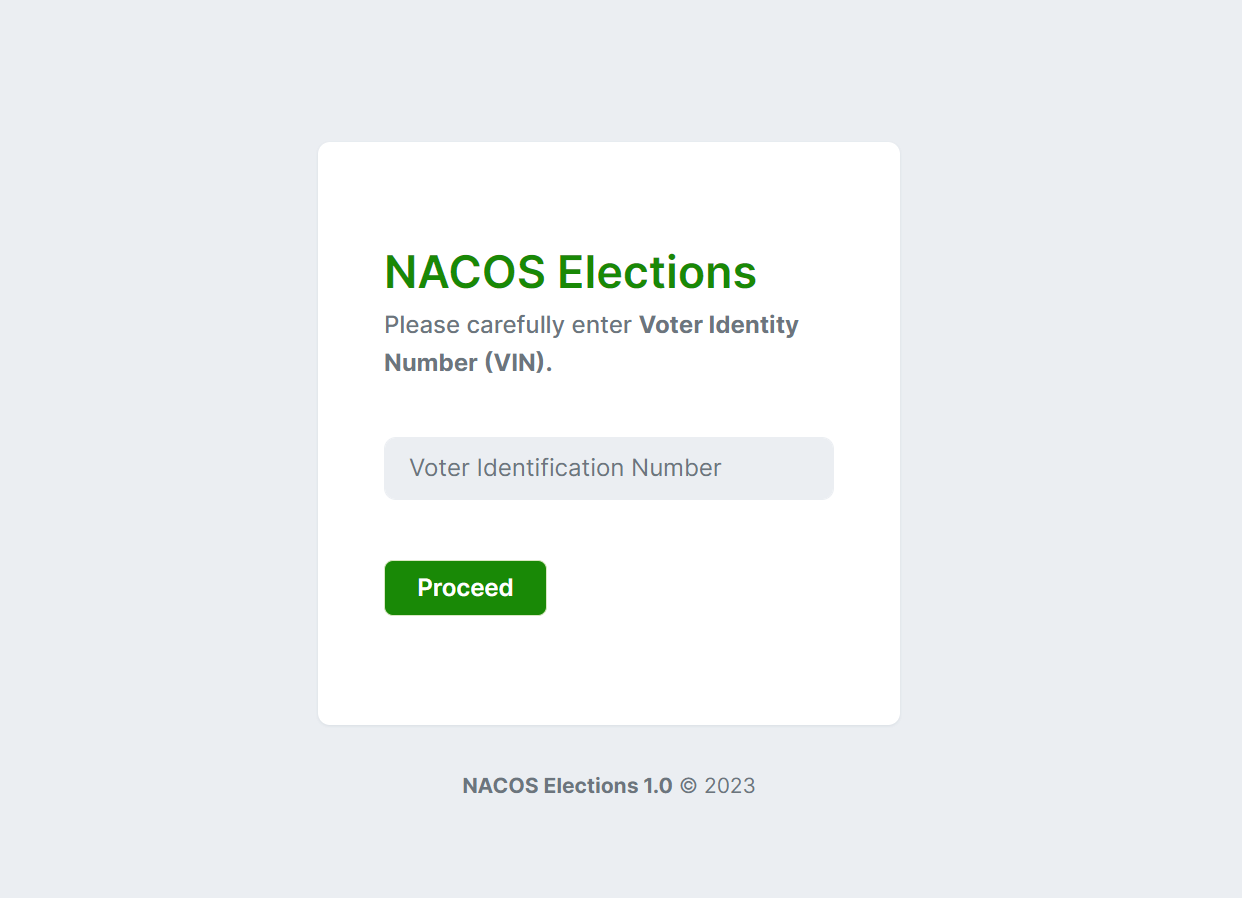 NACOS Elections
Please carefully enter Voter Identity
Number (VIN).
Voter Identification Number
Proceed
NACOS Elections 1.0 © 2023